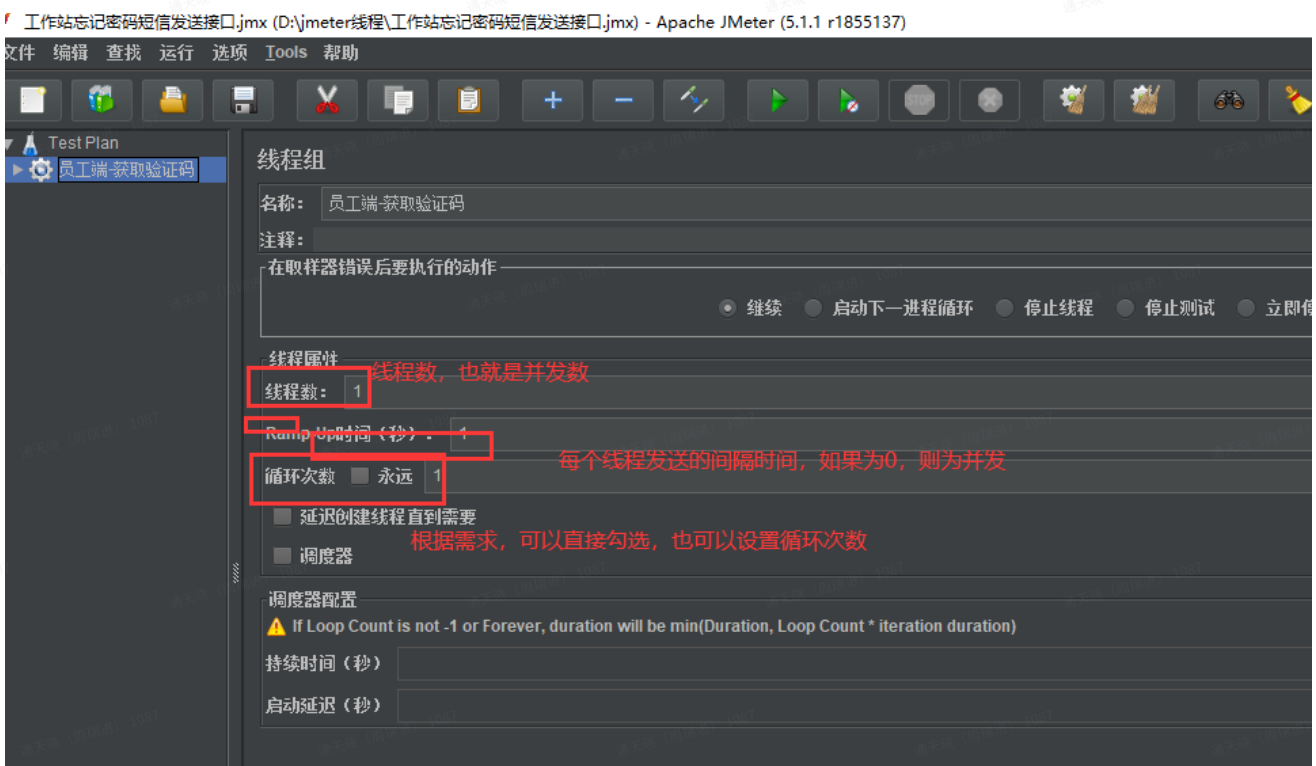 工作站忘记密码短信发送接口.jmx (D:\jmeter线程\工作站忘记密码短信发送接口.jmx) - Apache JMeter (5.1.1 r1855137)
文件 编辑 查找 运行 选项 Tools 帮助
STOP
Test Plan
员工端-获取验证码
线程组
名称： 员工端-获取验证码
注释：
在取样器错误后要执行的动作
继续 启动下一进程循环 停止线程 停止测试 立即停
线程属性
线程数，也就是并发数
线程数： 1
Ramp-Up时间（秒）： 1
每个线程发送的间隔时间，如果为0，则为并发
循环次数 永远 1
延迟创建线程直到需要
根据需求，可以直接勾选，也可以设置循环次数
调度器
调度器配置
If Loop Count is not -1 or Forever, duration will be min(Duration, Loop Count * iteration duration)
持续时间（秒）
启动延迟（秒）